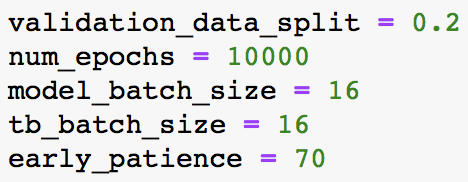 validation_data_split = 0.2
num_epochs = 10000
model_batch_size = 16
tb_batch_size = 16
early_patience = 70